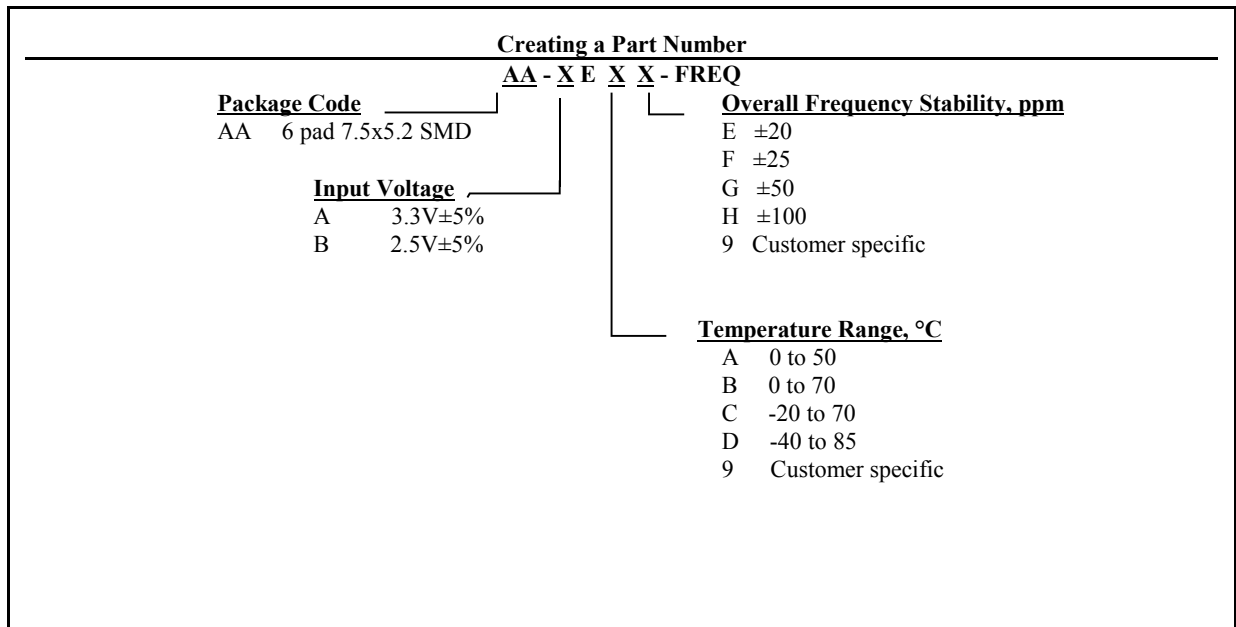 Creating a Part Number
AA - X E X X - FREQ
Package Code
AA 6 pad 7.5x5.2 SMD
Input Voltage
A 3.3V±5%
B 2.5V±5%
Overall Frequency Stability, ppm
E ±20
F ±25
G ±50
H ±100
9 Customer specific
Temperature Range, °C
A 0 to 50
B 0 to 70
C -20 to 70
D -40 to 85
9 Customer specific